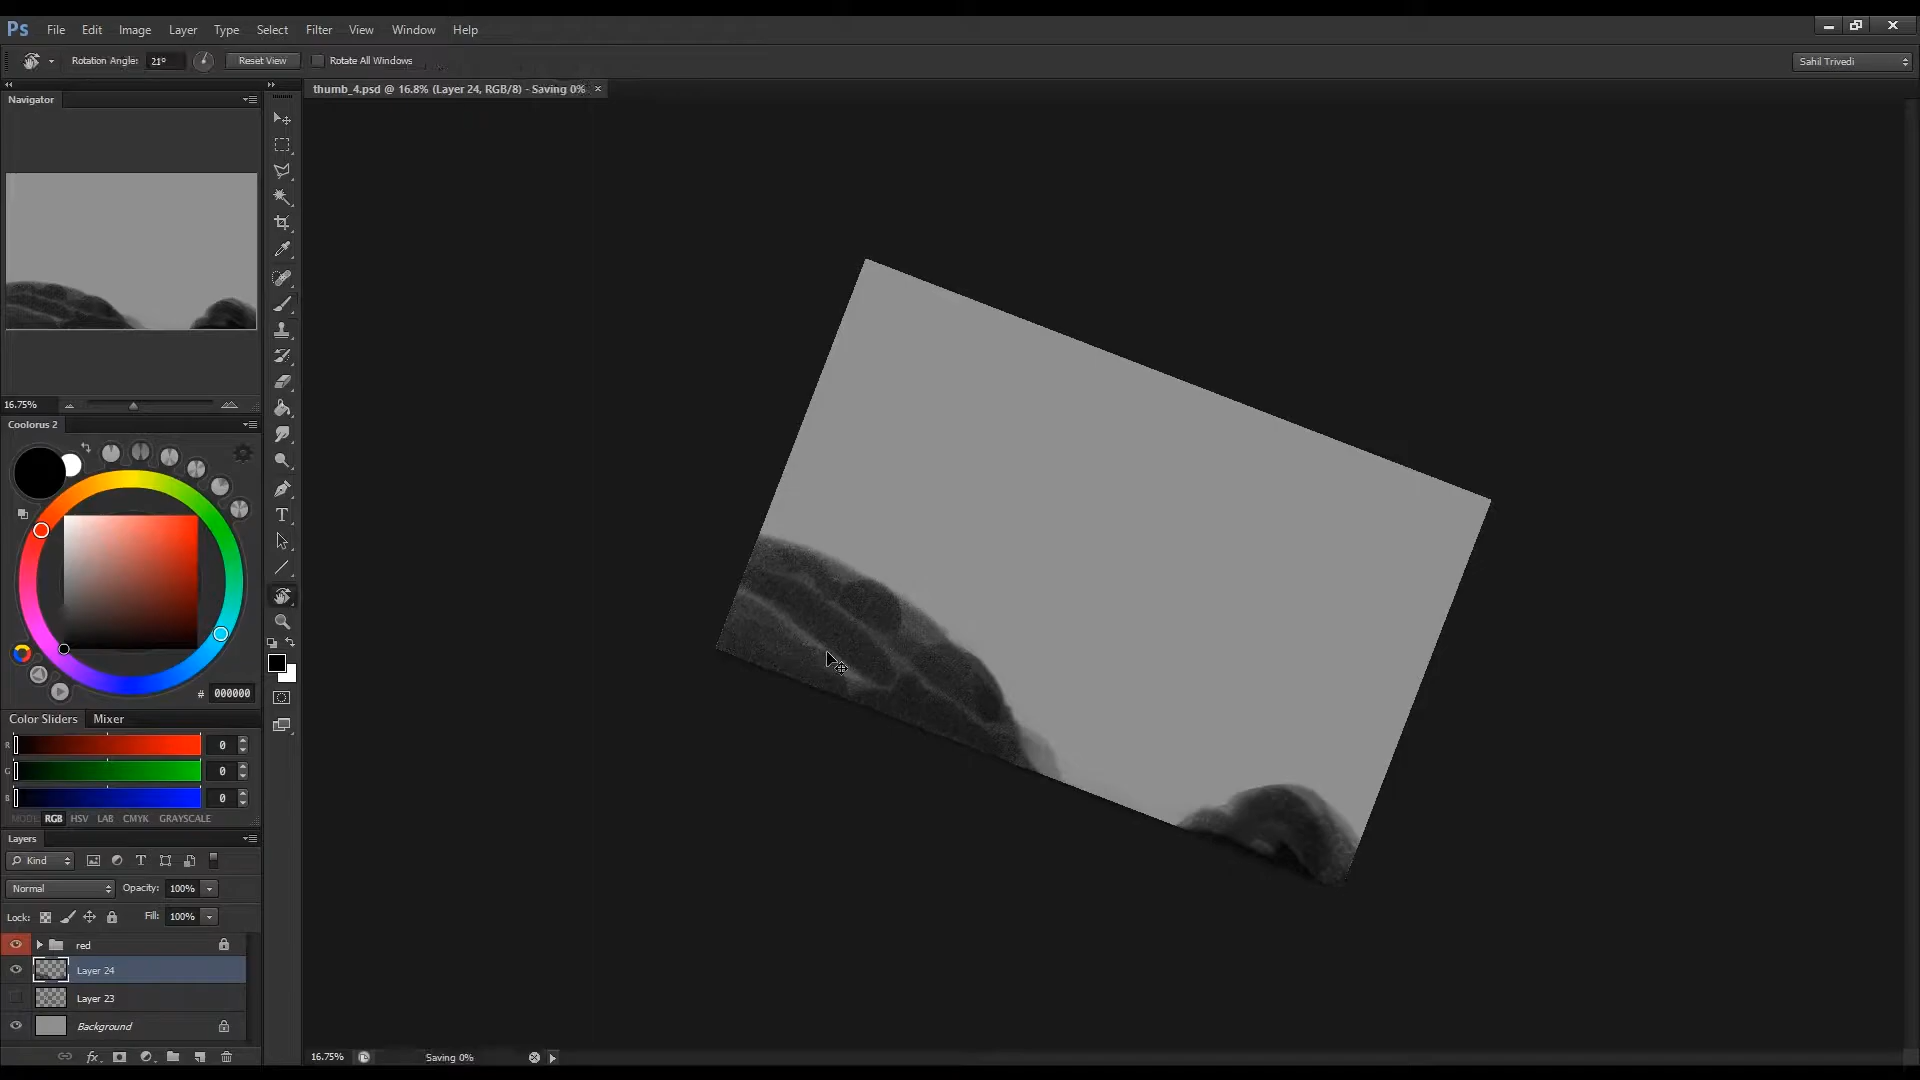 Ps File Edit Image Layer Type Select Filter View Window Help
Rotation Angle: 21° Reset View Rotate All Windows Sahil Trivedi
thumb_4.psd @ 16.8% (Layer 24, RGB/8) - Saving 0% ×
Navigator
16.75%
Coolorus 2
# 000000
Color Sliders Mixer
R 0
G 0
B 0
MODE: RGB HSV LAB CMYK GRAYSCALE
Layers
Kind
Normal Opacity: 100%
Lock: Fill: 100%
red
Layer 24
Layer 23
Background
fx
16.75% Saving 0%